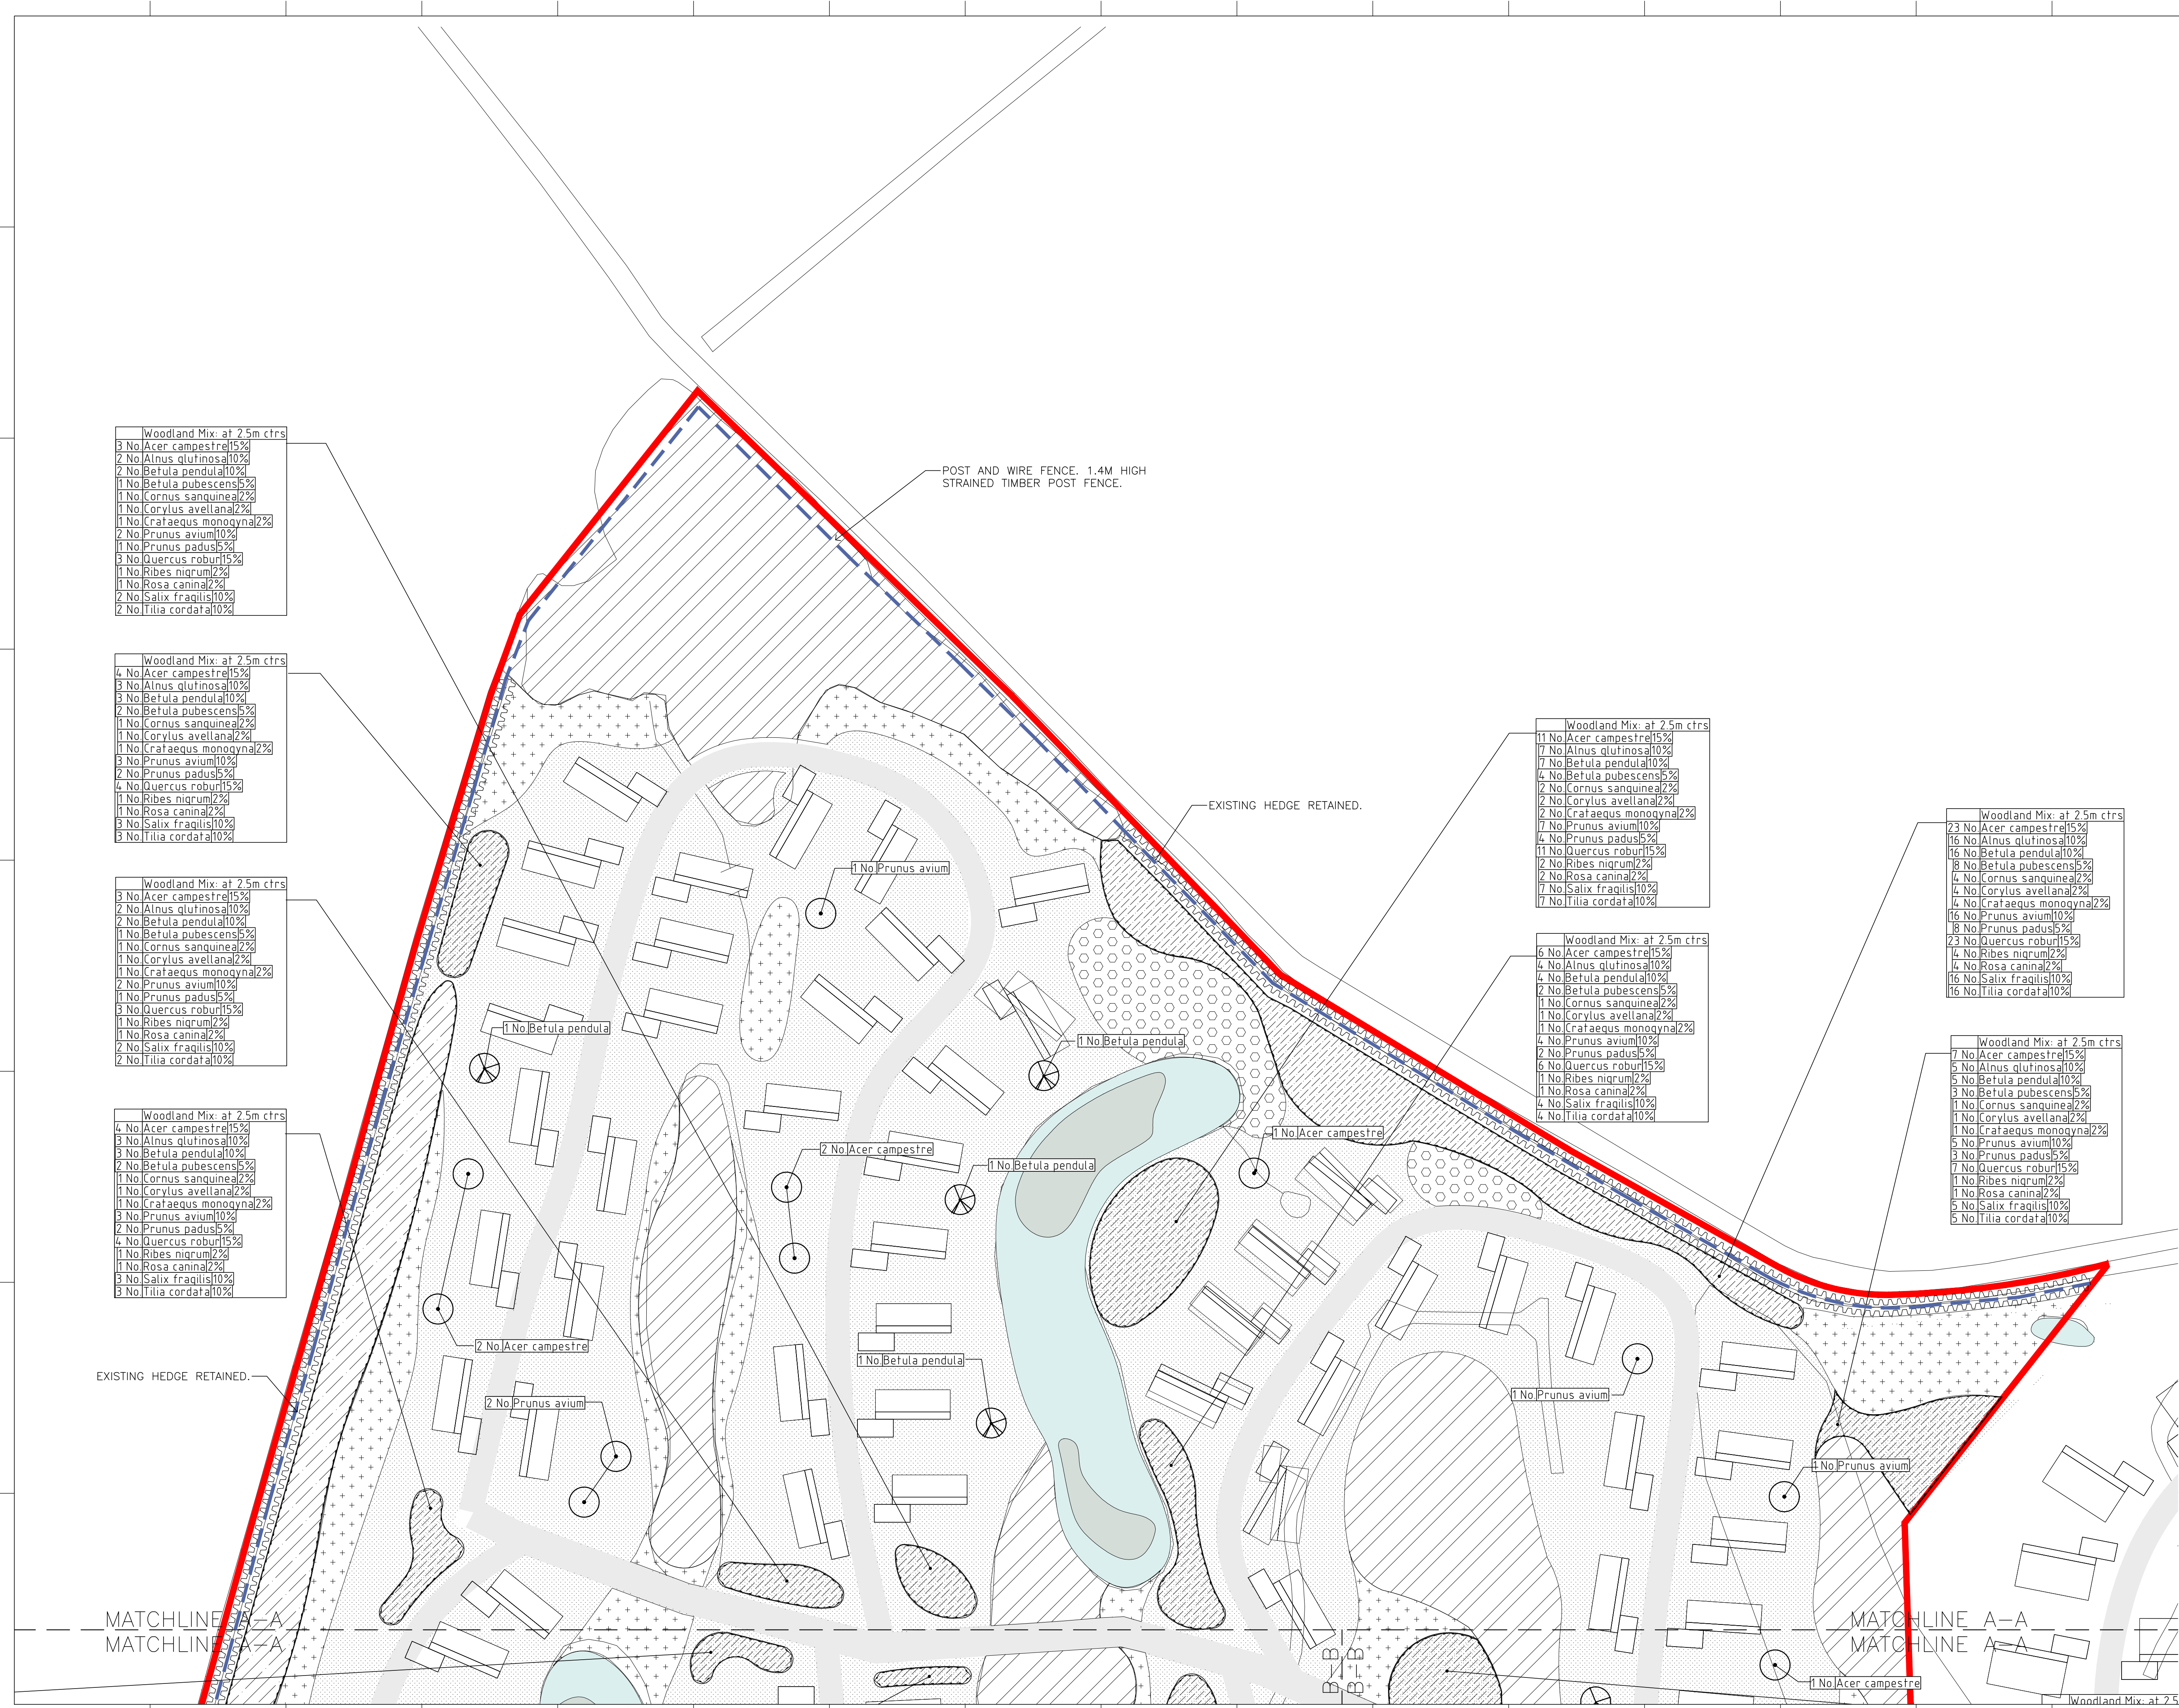 Woodland Mix: at 2.5m ctrs
3 No. Acer campestre 15%
2 No. Alnus glutinosa 10%
2 No. Betula pendula 10%
1 No. Betula pubescens 5%
1 No. Cornus sanguinea 2%
1 No. Corylus avellana 2%
1 No. Crataegus monogyna 2%
2 No. Prunus avium 10%
1 No. Prunus padus 5%
3 No. Quercus robur 15%
1 No. Ribes nigrum 2%
1 No. Rosa canina 2%
2 No. Salix fragilis 10%
2 No. Tilia cordata 10%
Woodland Mix: at 2.5m ctrs
4 No. Acer campestre 15%
3 No. Alnus glutinosa 10%
3 No. Betula pendula 10%
2 No. Betula pubescens 5%
1 No. Cornus sanguinea 2%
1 No. Corylus avellana 2%
1 No. Crataegus monogyna 2%
3 No. Prunus avium 10%
2 No. Prunus padus 5%
4 No. Quercus robur 15%
1 No. Ribes nigrum 2%
1 No. Rosa canina 2%
3 No. Salix fragilis 10%
3 No. Tilia cordata 10%
Woodland Mix: at 2.5m ctrs
3 No. Acer campestre 15%
2 No. Alnus glutinosa 10%
2 No. Betula pendula 10%
1 No. Betula pubescens 5%
1 No. Cornus sanguinea 2%
1 No. Corylus avellana 2%
1 No. Crataegus monogyna 2%
2 No. Prunus avium 10%
1 No. Prunus padus 5%
3 No. Quercus robur 15%
1 No. Ribes nigrum 2%
1 No. Rosa canina 2%
2 No. Salix fragilis 10%
2 No. Tilia cordata 10%
Woodland Mix: at 2.5m ctrs
4 No. Acer campestre 15%
3 No. Alnus glutinosa 10%
3 No. Betula pendula 10%
2 No. Betula pubescens 5%
1 No. Cornus sanguinea 2%
1 No. Corylus avellana 2%
1 No. Crataegus monogyna 2%
3 No. Prunus avium 10%
2 No. Prunus padus 5%
4 No. Quercus robur 15%
1 No. Ribes nigrum 2%
1 No. Rosa canina 2%
3 No. Salix fragilis 10%
3 No. Tilia cordata 10%
EXISTING HEDGE RETAINED.
MATCHLINE A-A
MATCHLINE A-A
POST AND WIRE FENCE. 1.4M HIGH
STRAINED TIMBER POST FENCE.
EXISTING HEDGE RETAINED.
1 No. Prunus avium
1 No. Betula pendula
1 No. Betula pendula
1 No. Acer campestre
2 No. Acer campestre
1 No. Betula pendula
2 No. Acer campestre
1 No. Betula pendula
2 No. Prunus avium
1 No. Prunus avium
1 No. Prunus avium
Woodland Mix: at 2.5m ctrs
11 No. Acer campestre 15%
7 No. Alnus glutinosa 10%
7 No. Betula pendula 10%
4 No. Betula pubescens 5%
2 No. Cornus sanguinea 2%
2 No. Corylus avellana 2%
2 No. Crataegus monogyna 2%
7 No. Prunus avium 10%
4 No. Prunus padus 5%
11 No. Quercus robur 15%
2 No. Ribes nigrum 2%
2 No. Rosa canina 2%
7 No. Salix fragilis 10%
7 No. Tilia cordata 10%
Woodland Mix: at 2.5m ctrs
6 No. Acer campestre 15%
4 No. Alnus glutinosa 10%
4 No. Betula pendula 10%
2 No. Betula pubescens 5%
1 No. Cornus sanguinea 2%
1 No. Corylus avellana 2%
1 No. Crataegus monogyna 2%
4 No. Prunus avium 10%
2 No. Prunus padus 5%
6 No. Quercus robur 15%
1 No. Ribes nigrum 2%
1 No. Rosa canina 2%
4 No. Salix fragilis 10%
4 No. Tilia cordata 10%
Woodland Mix: at 2.5m ctrs
23 No. Acer campestre 15%
16 No. Alnus glutinosa 10%
16 No. Betula pendula 10%
8 No. Betula pubescens 5%
4 No. Cornus sanguinea 2%
4 No. Corylus avellana 2%
4 No. Crataegus monogyna 2%
16 No. Prunus avium 10%
8 No. Prunus padus 5%
23 No. Quercus robur 15%
4 No. Ribes nigrum 2%
4 No. Rosa canina 2%
16 No. Salix fragilis 10%
16 No. Tilia cordata 10%
Woodland Mix: at 2.5m ctrs
7 No. Acer campestre 15%
5 No. Alnus glutinosa 10%
5 No. Betula pendula 10%
3 No. Betula pubescens 5%
1 No. Cornus sanguinea 2%
1 No. Corylus avellana 2%
1 No. Crataegus monogyna 2%
5 No. Prunus avium 10%
3 No. Prunus padus 5%
7 No. Quercus robur 15%
1 No. Ribes nigrum 2%
1 No. Rosa canina 2%
5 No. Salix fragilis 10%
5 No. Tilia cordata 10%
MATCHLINE A-A
MATCHLINE A-A
B-B
B-B
1 No. Acer campestre
Woodland Mix: at 2.5